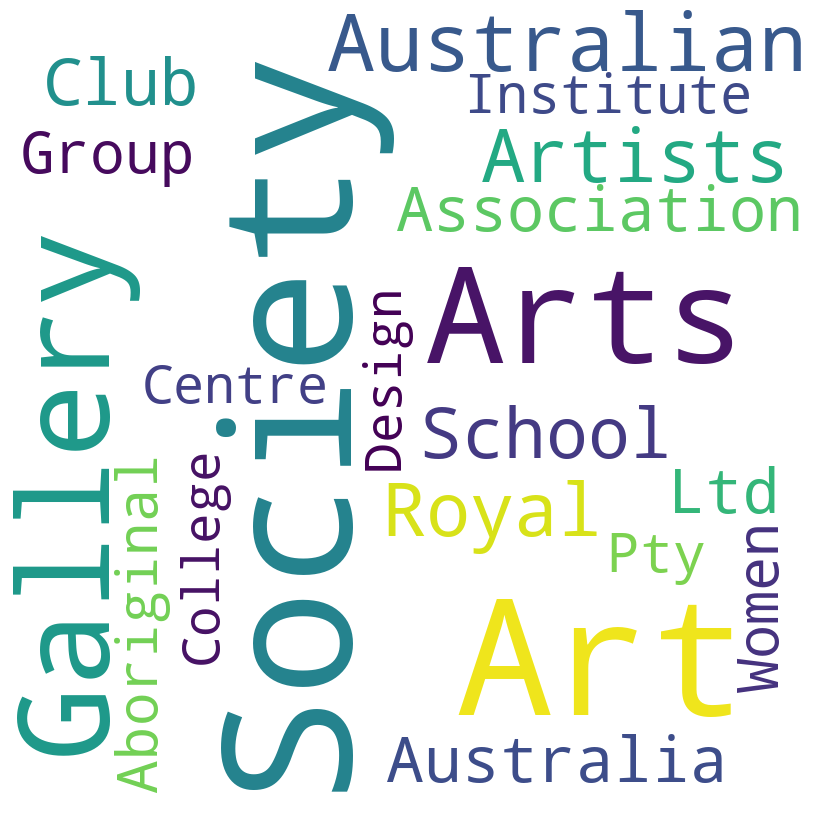 Australian
Club
Institute
Group
Artists
Association
Society
Gallery
Arts
Design
Centre
School
College
Aboriginal
Royal
Ltd
Pty
Women
Art
Australia